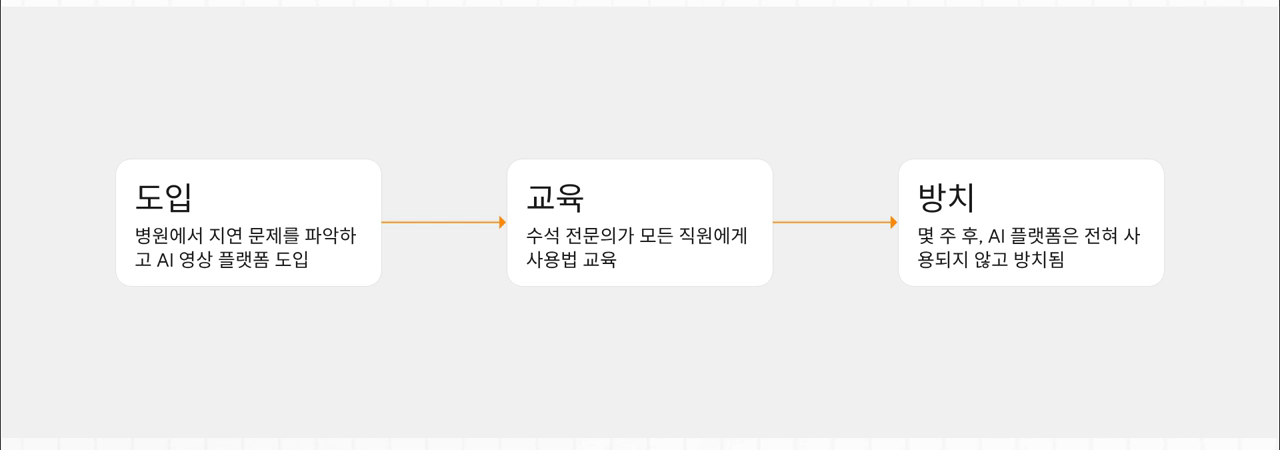 도입
병원에서 지연 문제를 파악하
고 AI 영상 플랫폼 도입
교육
수석 전문의가 모든 직원에게
사용법 교육
방치
몇 주 후, AI 플랫폼은 전혀 사
용되지 않고 방치됨